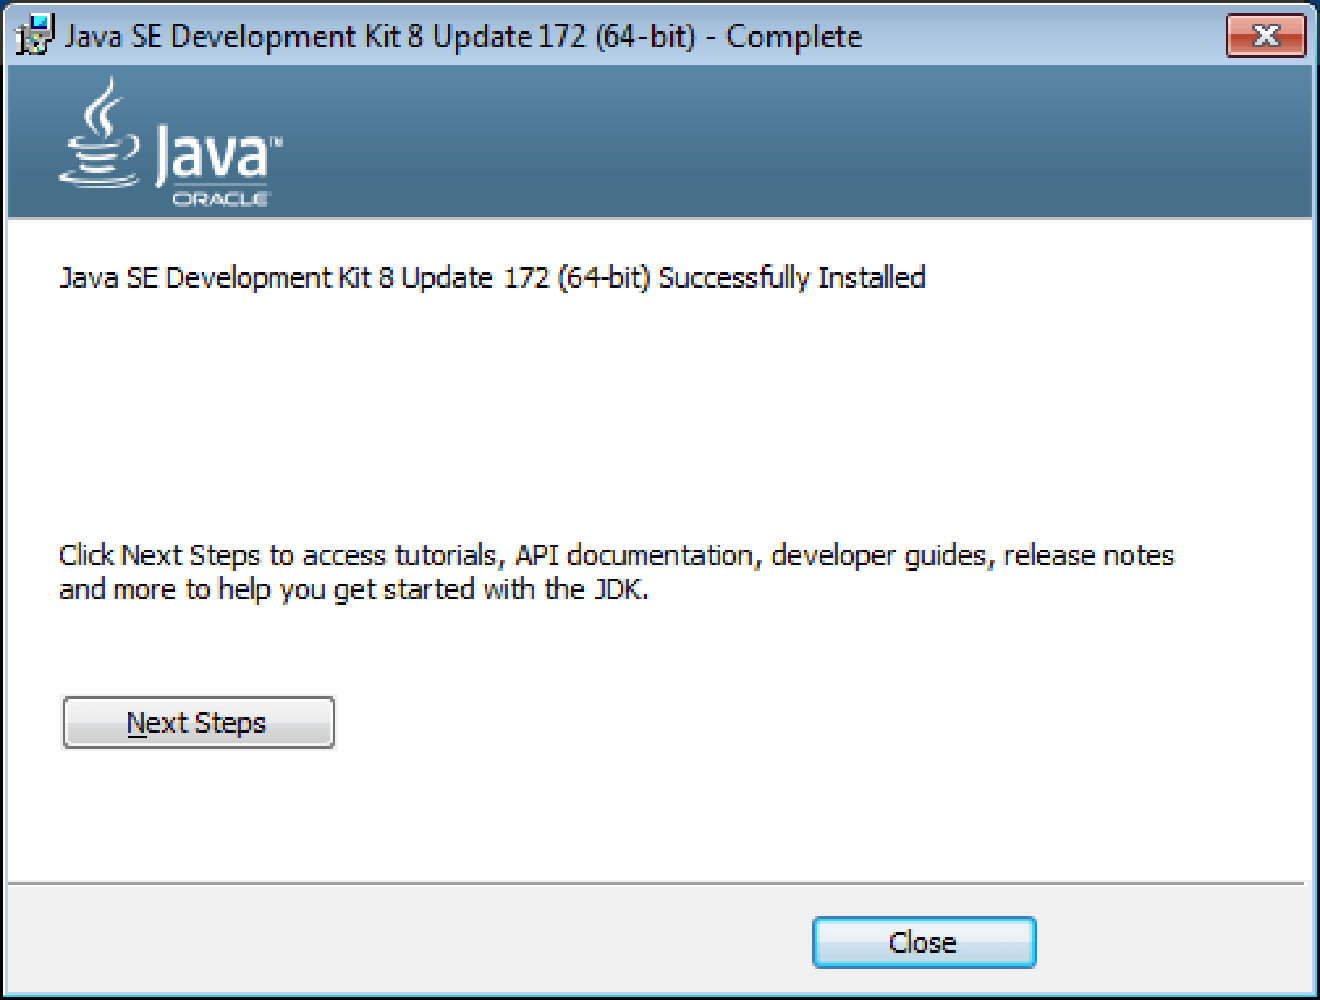 Java SE Development Kit 8 Update 172 (64-bit) - Complete
Java™
ORACLE
Java SE Development Kit 8 Update 172 (64-bit) Successfully Installed
Click Next Steps to access tutorials, API documentation, developer guides, release notes
and more to help you get started with the JDK.
Next Steps
Close